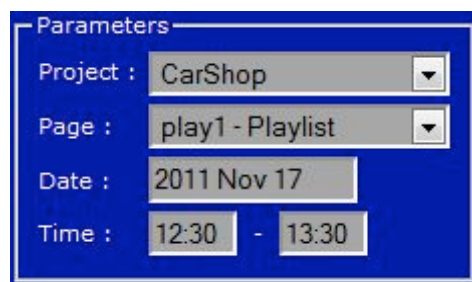 Parameters
Project : CarShop
Page : play1 - Playlist
Date : 2011 Nov 17
Time : 12:30 - 13:30